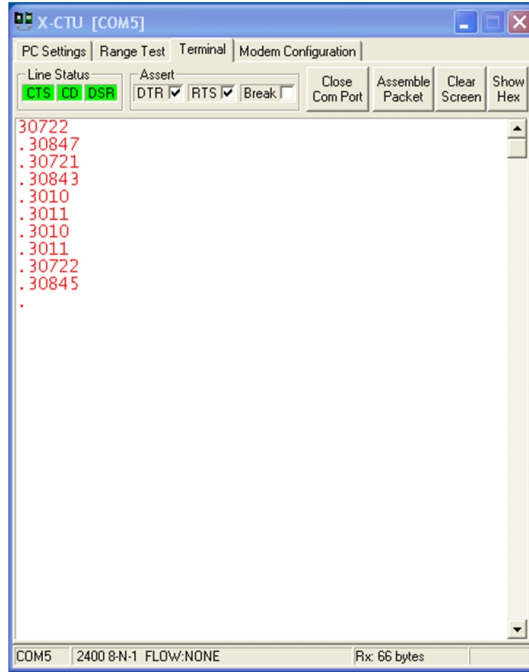 X-CTU [COM5]
PC Settings Range Test Terminal Modem Configuration
Line Status
CTS CD DSR
Assert
DTR RTS Break
Close Com Port
Assemble Packet
Clear Screen
Show Hex
30722
.30847
.30721
.30843
.3010
.3011
.3010
.3011
.30722
.30845
.
COM5 2400 8-N-1 FLOW:NONE Rx: 66 bytes